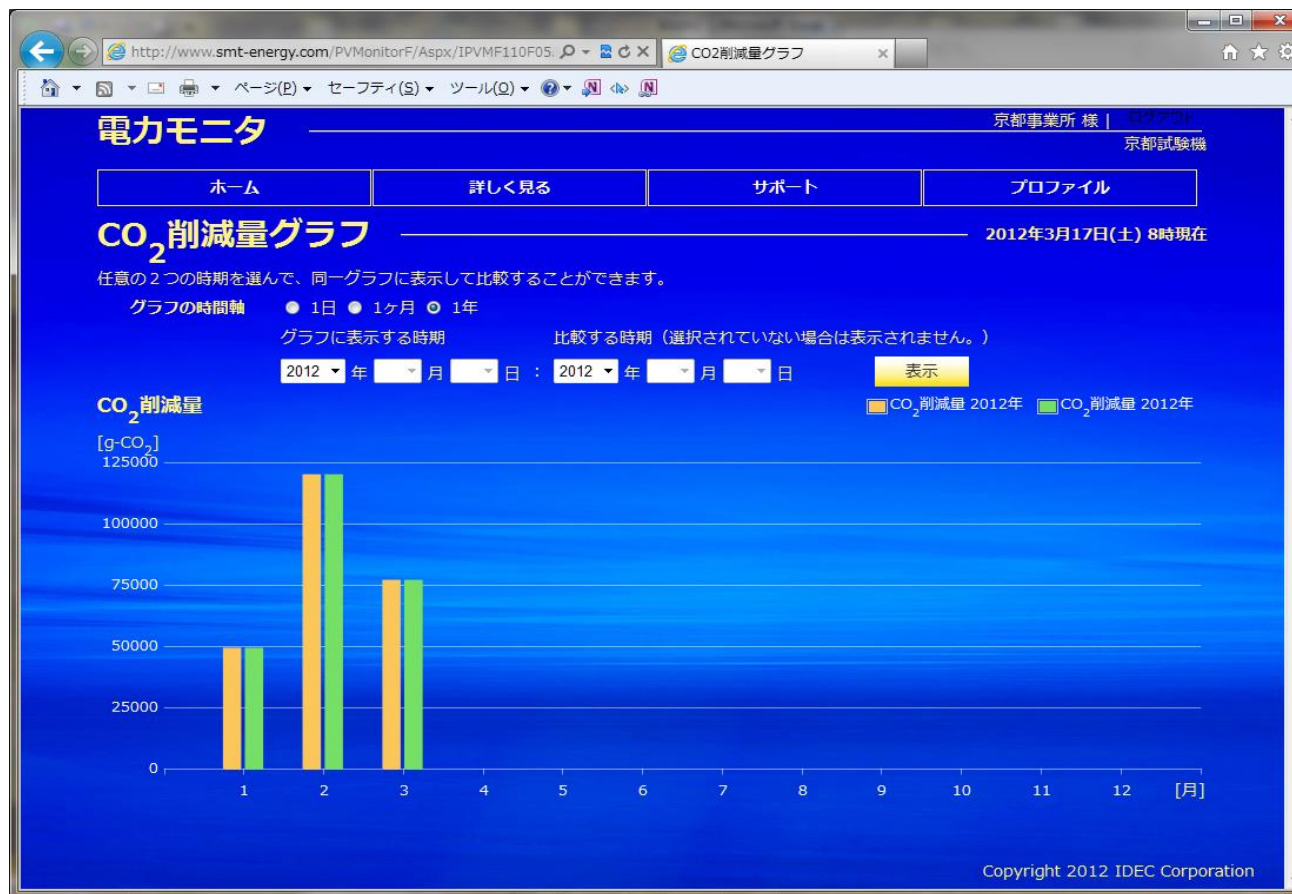 http://www.smt-energy.com/PVMonitorF/Aspx/IPVMF110F05. CO2削減量グラフ
ページ(P) セーフティ(S) ツール(O)
電力モニタ 京都事業所 様 | ログアウト
京都試験機
ホーム 詳しく見る サポート プロファイル
CO2削減量グラフ 2012年3月17日(土) 8時現在
任意の２つの時期を選んで、同一グラフに表示して比較することができます。
グラフの時間軸 1日 1ヶ月 1年
グラフに表示する時期 比較する時期（選択されていない場合は表示されません。）
2012 年 月 日 : 2012 年 月 日 表示
CO2削減量 CO2削減量 2012年 CO2削減量 2012年
[g-CO2]
125000
100000
75000
50000
25000
0
1 2 3 4 5 6 7 8 9 10 11 12 [月]
Copyright 2012 IDEC Corporation